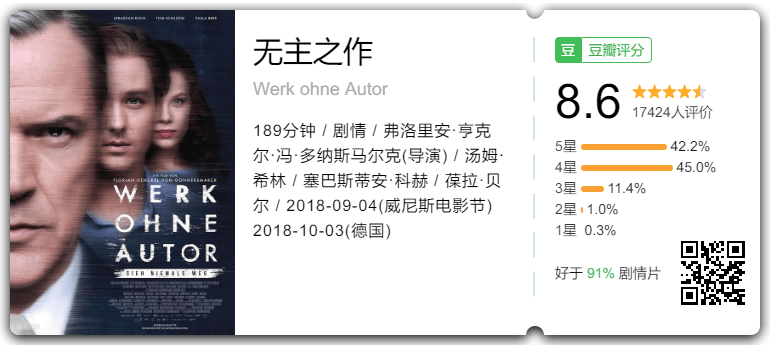 SEBASTIAN KOCH TOM SCHILLING PAULA BEER
EIN FILM VON
FLORIAN HENCKEL VON DONNERSMARCK
WERK
OHNE
AUTOR
SIEH NIEMALS WEG
无主之作
Werk ohne Autor
189分钟 / 剧情 / 弗洛里安·亨克
尔·冯·多纳斯马尔克(导演) / 汤姆·
希林 / 塞巴斯蒂安·科赫 / 葆拉·贝
尔 / 2018-09-04(威尼斯电影节)
2018-10-03(德国)
豆 豆瓣评分
8.6
17424人评价
5星 42.2%
4星 45.0%
3星 11.4%
2星 1.0%
1星 0.3%
好于 91% 剧情片